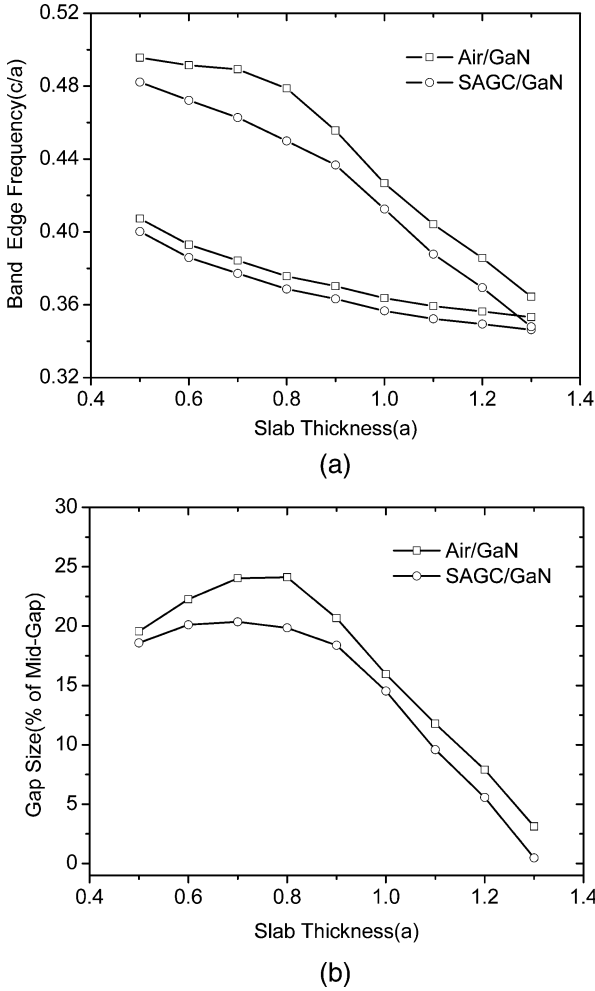 0.52
0.48
0.44
0.40
0.36
0.32
Band Edge Frequency(c/a)
Air/GaN
SAGC/GaN
0.4 0.6 0.8 1.0 1.2 1.4
Slab Thickness(a)
(a)
30
25
20
15
10
5
0
Gap Size(% of Mid-Gap)
Air/GaN
SAGC/GaN
0.4 0.6 0.8 1.0 1.2 1.4
Slab Thickness(a)
(b)